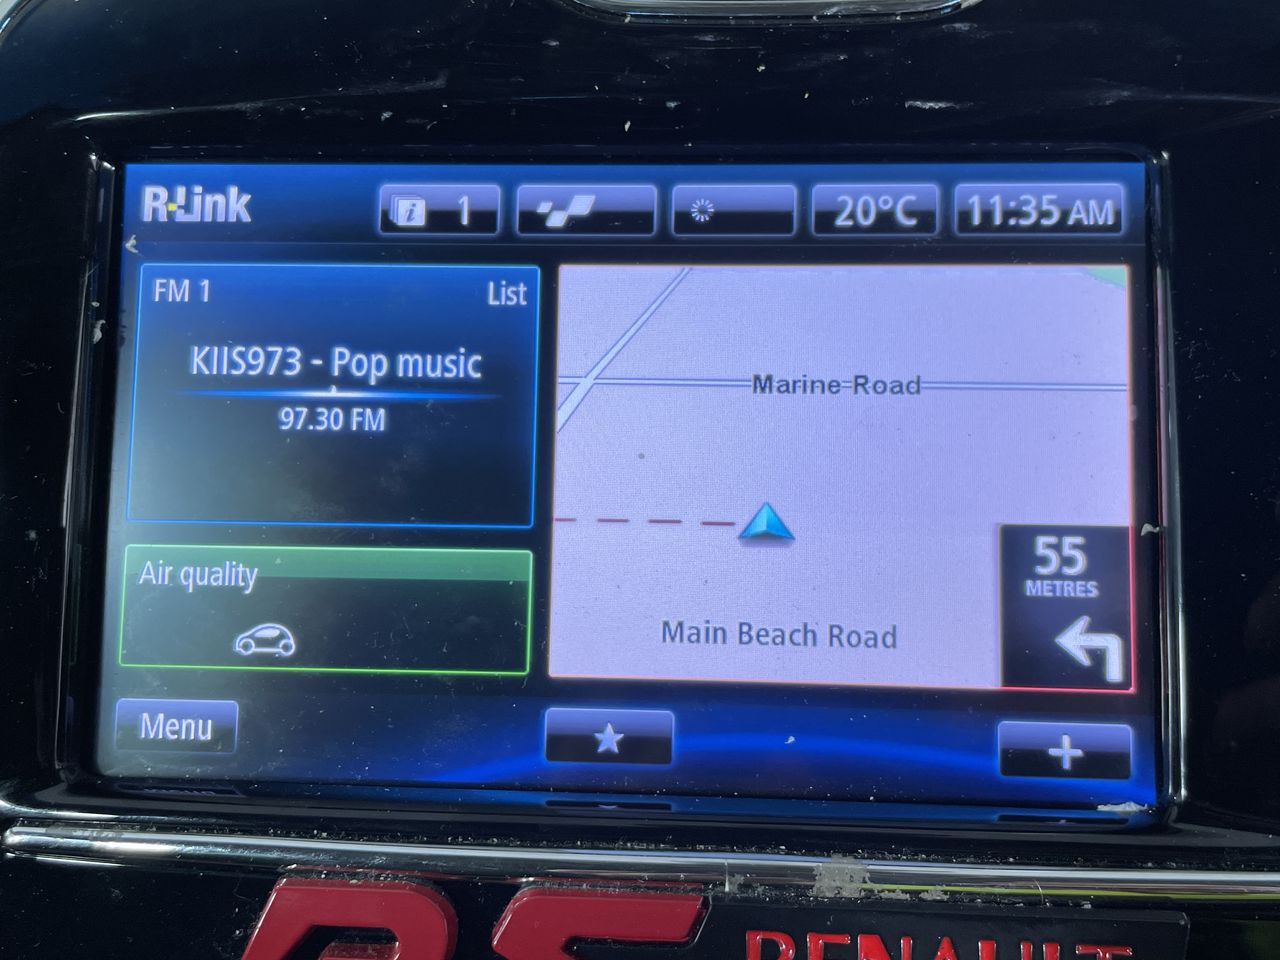 R-Link
1
20°C
11:35 AM
FM 1
List
KIIS973 - Pop music
97.30 FM
Marine Road
Air quality
55
METRES
Main Beach Road
Menu
RS
RENAULT